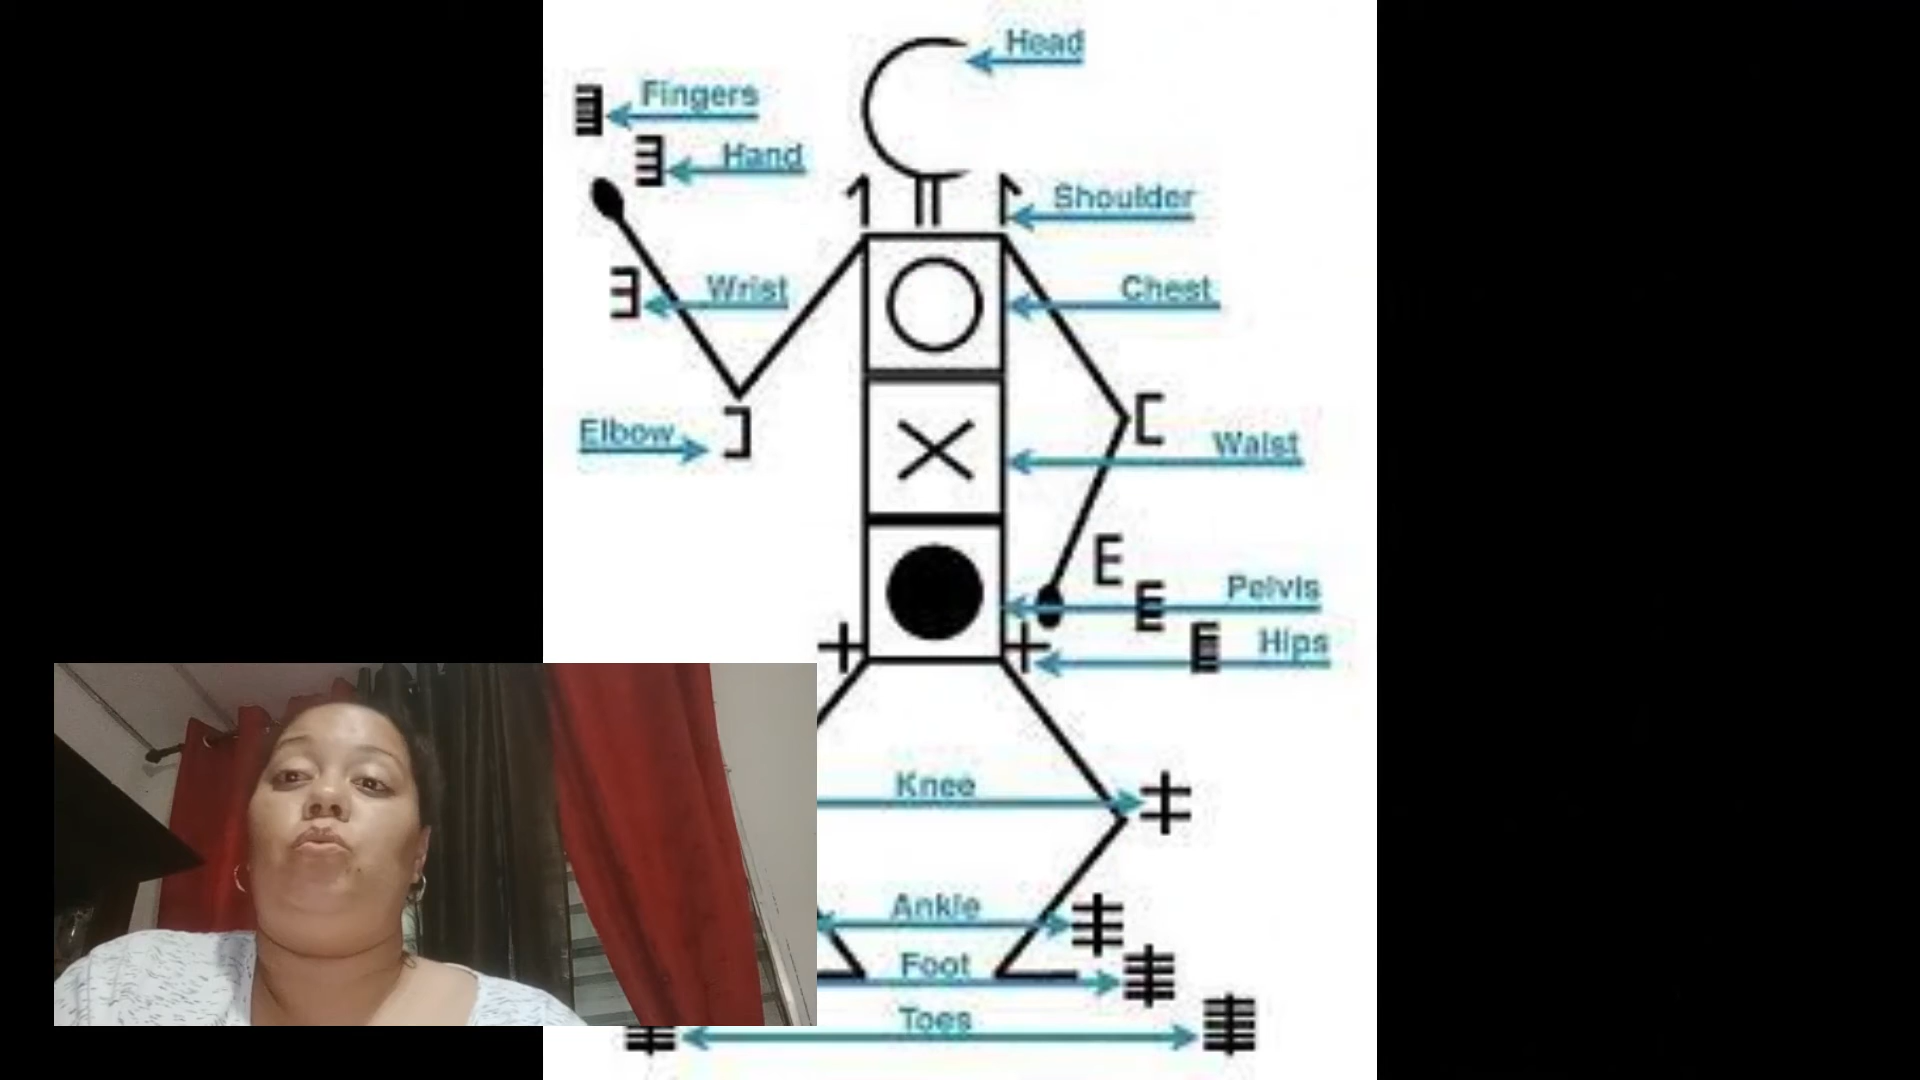 Head
Fingers
Hand
Shoulder
Wrist
Chest
Elbow
Waist
Pelvis
Hips
Knee
Ankle
Foot
Toes